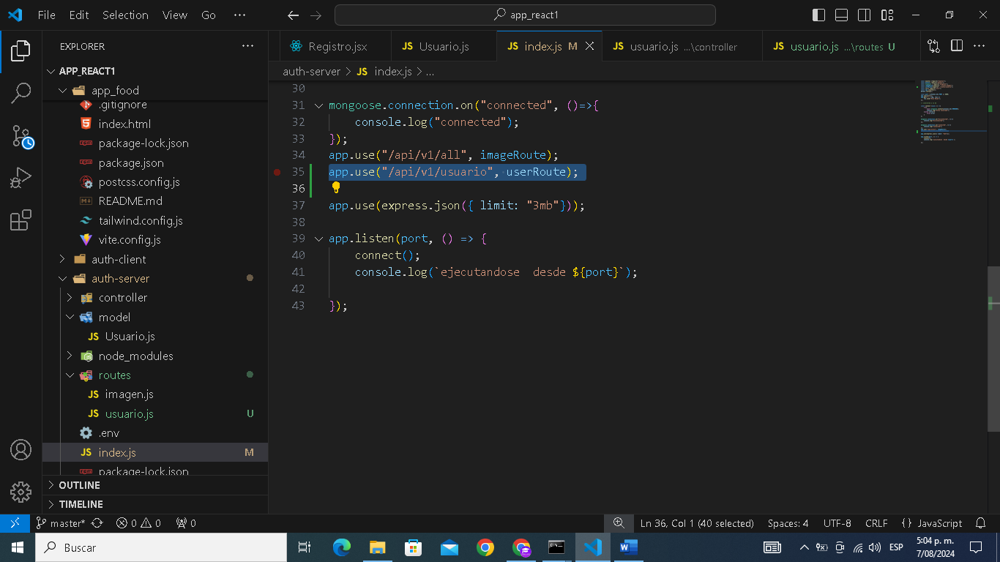 File Edit Selection View Go ··· app_react1
EXPLORER ···
Registro.jsx
JS Usuario.js
JS index.js M
JS usuario.js ...\controller
JS usuario.js ...\routes U
···
APP_REACT1
app_food
.gitignore
index.html
package-lock.json
package.json
postcss.config.js
README.md
tailwind.config.js
vite.config.js
auth-client
auth-server
controller
model
JS Usuario.js
node_modules
routes
JS imagen.js
JS usuario.js U
.env
JS index.js M
package-lock.json
OUTLINE
TIMELINE
auth-server > JS index.js > ...
30
31 mongoose.connection.on("connected", ()=>{
32 console.log("connected");
33 });
34 app.use("/api/v1/all", imageRoute);
35 app.use("/api/v1/usuario", userRoute);
36
37 app.use(express.json({ limit: "3mb"}));
38
39 app.listen(port, () => {
40 connect();
41 console.log(`ejecutandose  desde ${port}`);
42
43 });
master* 0 0 0 Ln 36, Col 1 (40 selected) Spaces: 4 UTF-8 CRLF {} JavaScript
Buscar
ESP
5:04 p. m.
7/08/2024